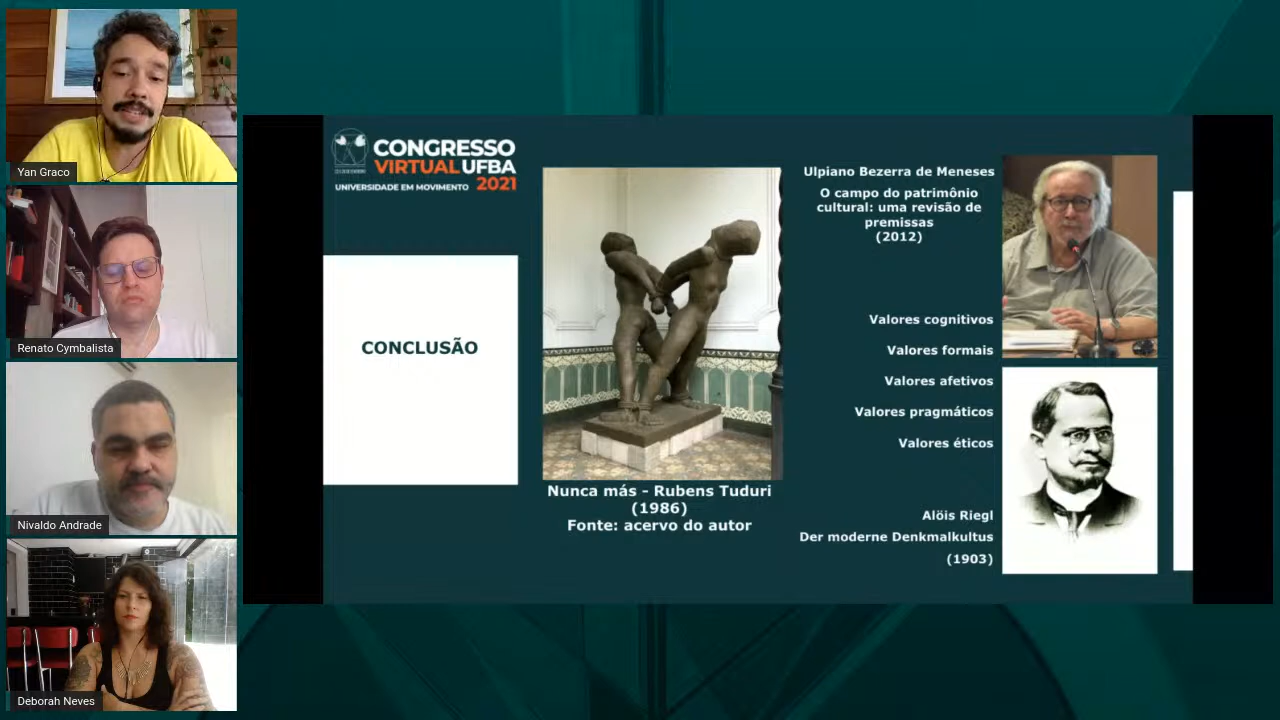 Yan Graco
Renato Cymbalista
Nivaldo Andrade
Deborah Neves
CONGRESSO
VIRTUAL UFBA
UNIVERSIDADE EM MOVIMENTO 2021
CONCLUSÃO
Nunca más - Rubens Tuduri
(1986)
Fonte: acervo do autor
Ulpiano Bezerra de Meneses
O campo do patrimônio
cultural: uma revisão de
premissas
(2012)
Valores cognitivos
Valores formais
Valores afetivos
Valores pragmáticos
Valores éticos
Alöis Riegl
Der moderne Denkmalkultus
(1903)